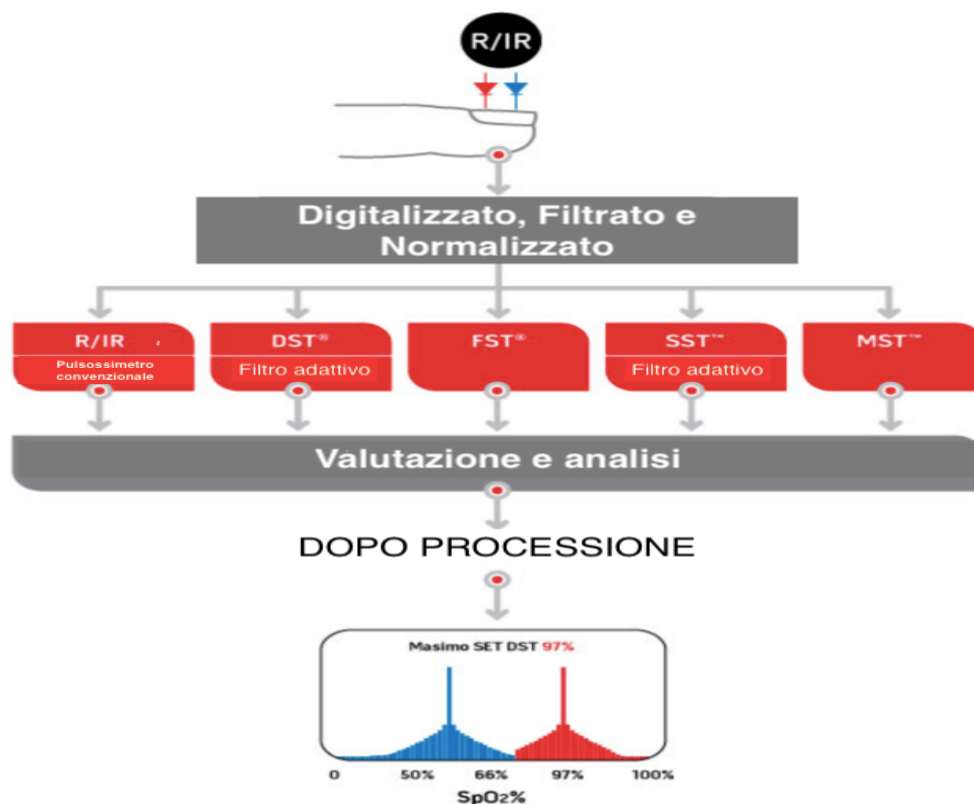 R/IR
Digitalizzato, Filtrato e
Normalizzato
R/IR
Pulsossimetro
convenzionale
DST®
Filtro adattivo
FST®
SST™
Filtro adattivo
MST™
Valutazione e analisi
DOPO PROCESSIONE
Masimo SET DST 97%
0 50% 66% 97% 100%
SpO2%